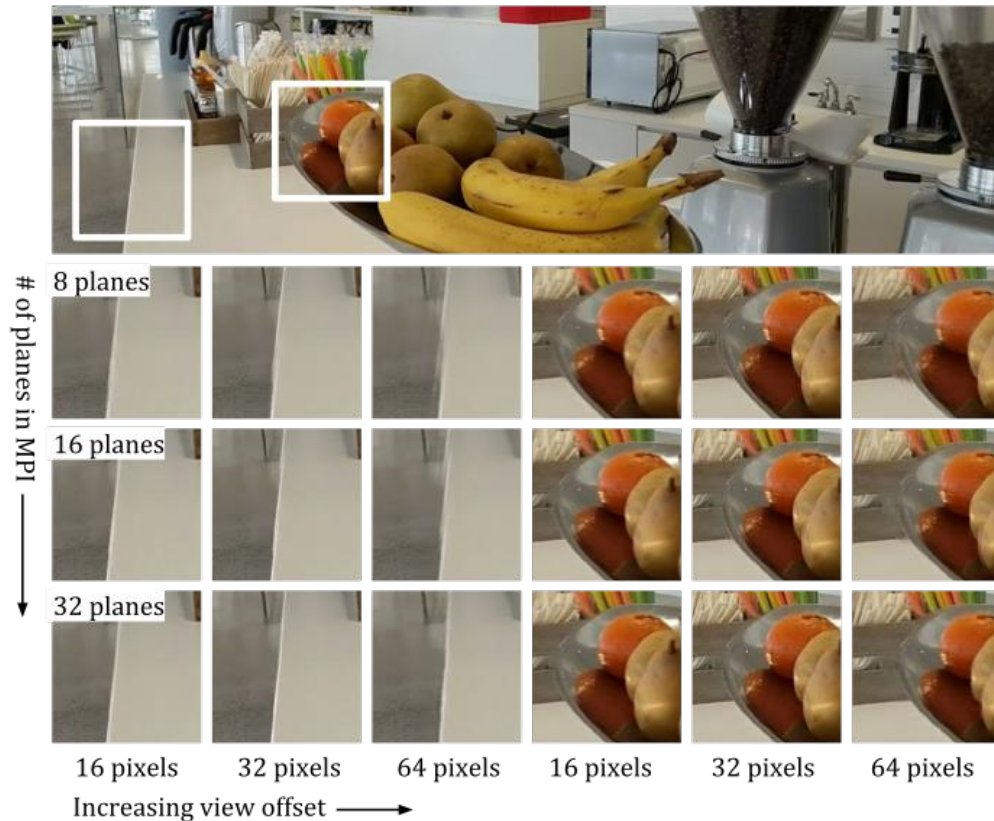 8 planes
16 planes
32 planes
# of planes in MPI
16 pixels 32 pixels 64 pixels 16 pixels 32 pixels 64 pixels
Increasing view offset